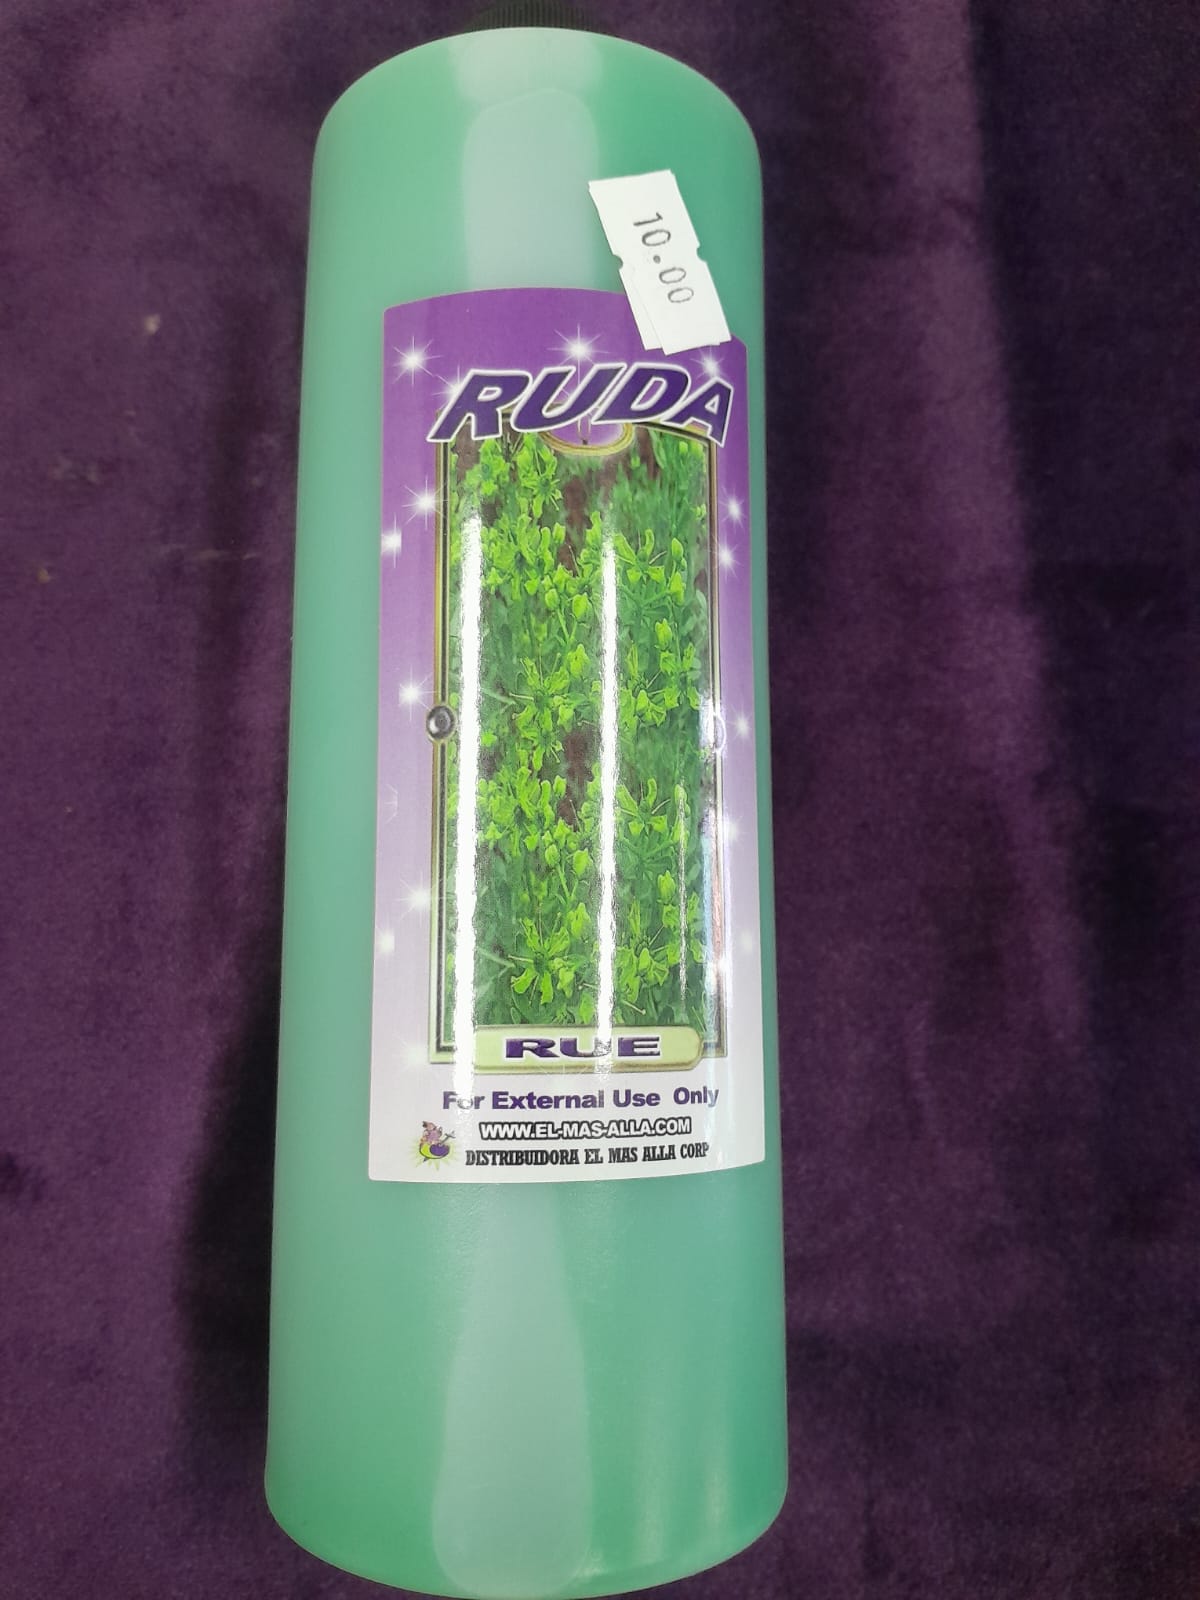 10.00
RUDA
RUE
For External Use Only
WWW.EL-MAS-ALLA.COM
DISTRIBUIDORA EL MAS ALLA CORP